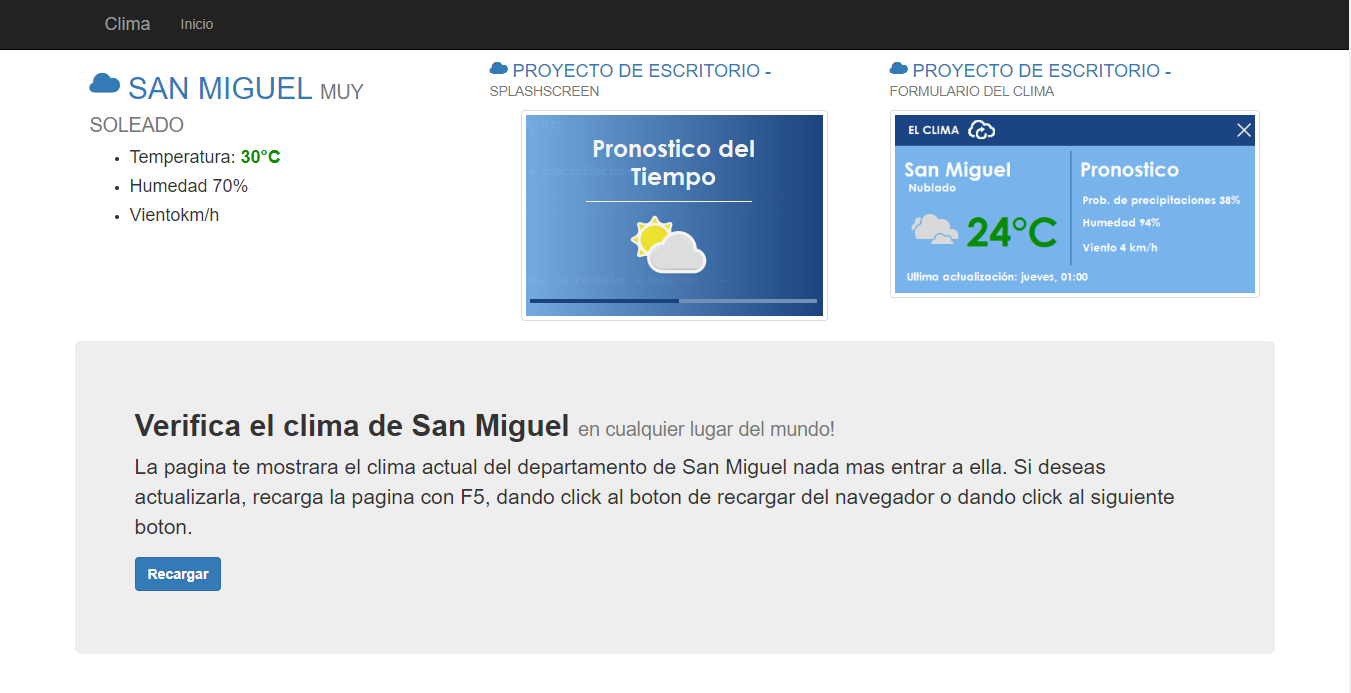 Clima Inicio
SAN MIGUEL MUY
SOLEADO
Temperatura: 30°C
Humedad 70%
Vientokm/h
PROYECTO DE ESCRITORIO -
SPLASHSCREEN
Pronostico del
Tiempo
PROYECTO DE ESCRITORIO -
FORMULARIO DEL CLIMA
EL CLIMA
San Miguel
Nublado
24°C
Pronostico
Prob. de precipitaciones 38%
Humedad 94%
Viento 4 km/h
Ultima actualización: jueves, 01:00
Verifica el clima de San Miguel en cualquier lugar del mundo!
La pagina te mostrara el clima actual del departamento de San Miguel nada mas entrar a ella. Si deseas
actualizarla, recarga la pagina con F5, dando click al boton de recargar del navegador o dando click al siguiente
boton.
Recargar